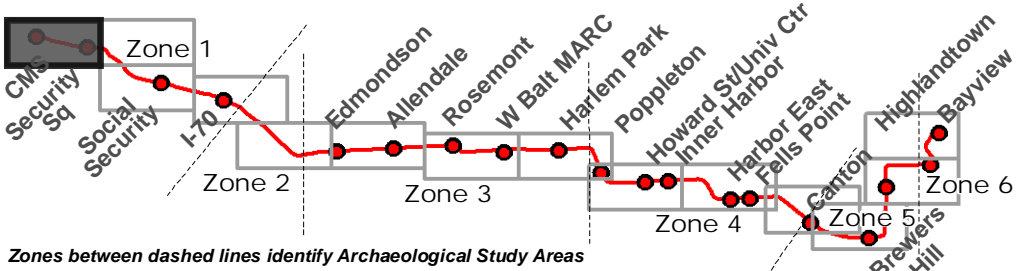 CMS
Security
Sq
Zone 1
Social
Security
I-70
Zone 2
Edmondson
Allendale
Rosemont
W Balt MARC
Harlem Park
Zone 3
Poppleton
Howard St/Univ Ctr
Inner Harbor
Harbor East
Fells Point
Zone 4
Canton
Zone 5
Brewers
Hill
Highlandtown
Bayview
Zone 6
Zones between dashed lines identify Archaeological Study Areas